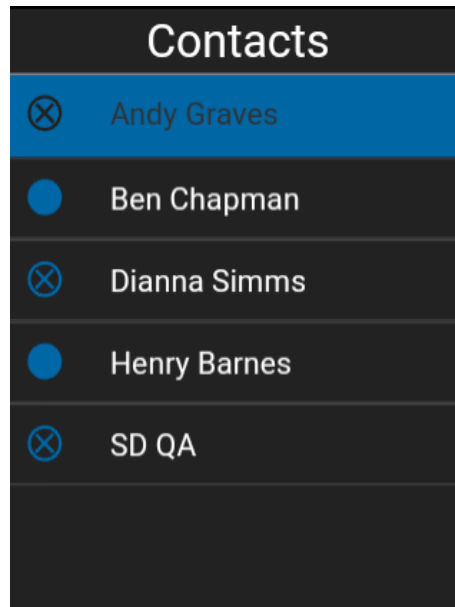 Contacts
Andy Graves
Ben Chapman
Dianna Simms
Henry Barnes
SD QA